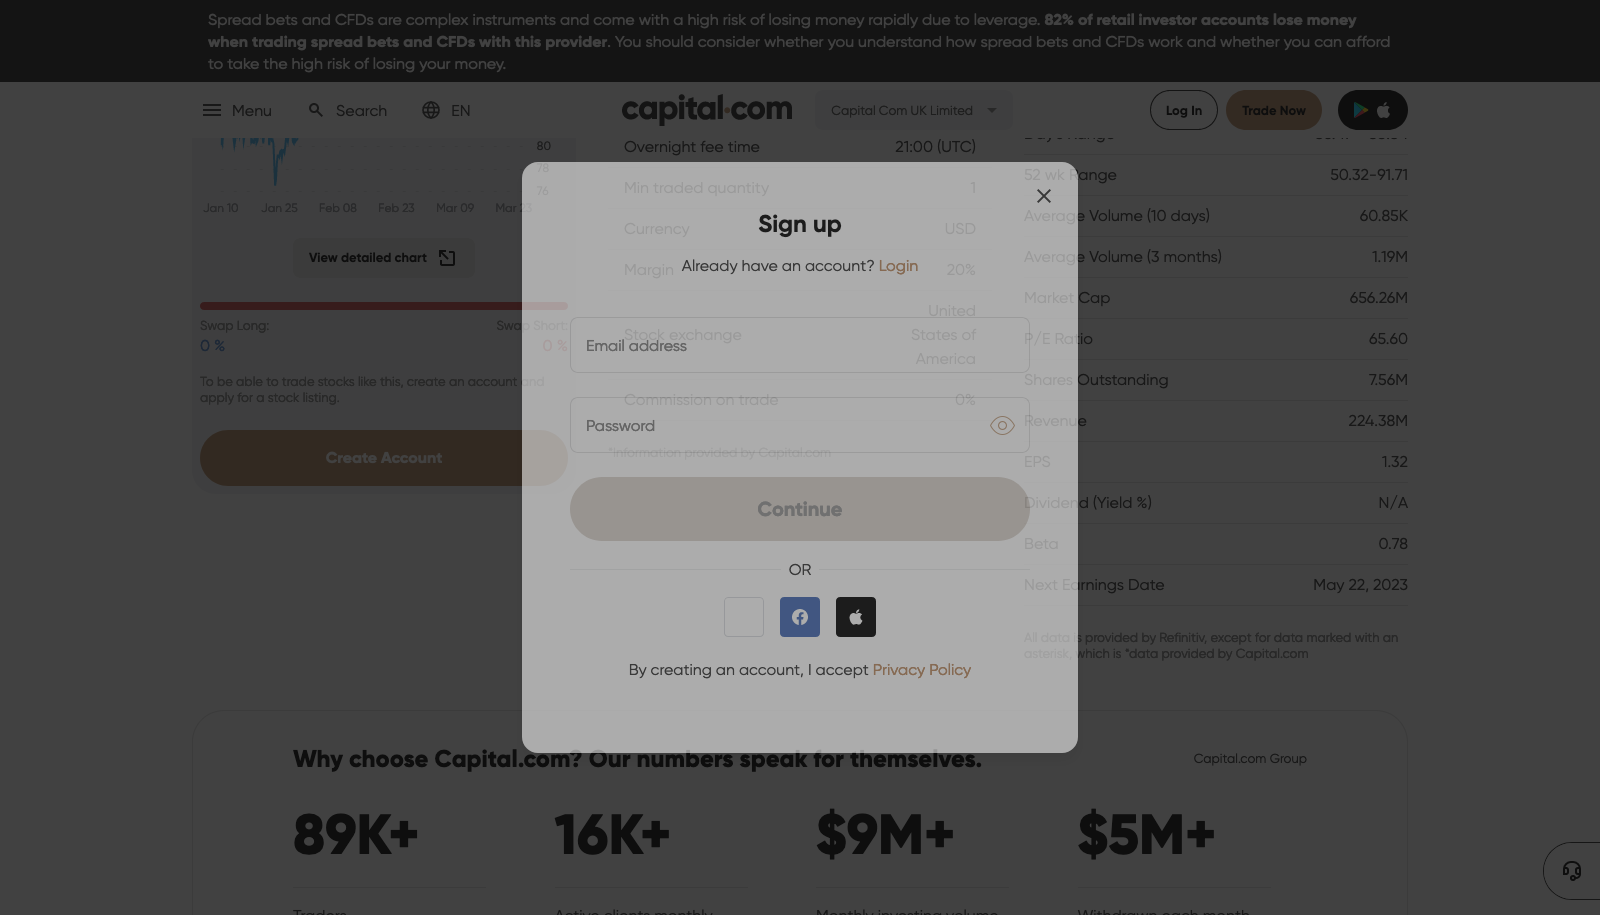 Spread bets and CFDs are complex instruments and come with a high risk of losing money rapidly due to leverage. 82% of retail investor accounts lose money
when trading spread bets and CFDs with this provider. You should consider whether you understand how spread bets and CFDs work and whether you can afford
to take the high risk of losing your money.
Menu
Search
EN
capital.com
Capital Com UK Limited
Log In
Trade Now
80
78
76
Jan 10
Jan 25
Feb 08
Feb 23
Mar 09
Mar 23
View detailed chart
Swap Long:
Swap Short:
0 %
0 %
To be able to trade stocks like this, create an account and
apply for a stock listing.
Create Account
Overnight fee time
21:00 (UTC)
Min traded quantity
1
Currency
USD
Margin
20%
Stock exchange
United
States of
America
Commission on trade
0%
*Information provided by Capital.com
Sign up
Already have an account? Login
Email address
Password
Continue
OR
By creating an account, I accept Privacy Policy
52 wk Range
50.32-91.71
Average Volume (10 days)
60.85K
Average Volume (3 months)
1.19M
Market Cap
656.26M
P/E Ratio
65.60
Shares Outstanding
7.56M
Revenue
224.38M
EPS
1.32
Dividend (Yield %)
N/A
Beta
0.78
Next Earnings Date
May 22, 2023
All data is provided by Refinitiv, except for data marked with an
asterisk, which is *data provided by Capital.com
Why choose Capital.com? Our numbers speak for themselves.
Capital.com Group
89K+
16K+
$9M+
$5M+
Traders
Active clients monthly
Monthly investing volume
Withdrawn each month